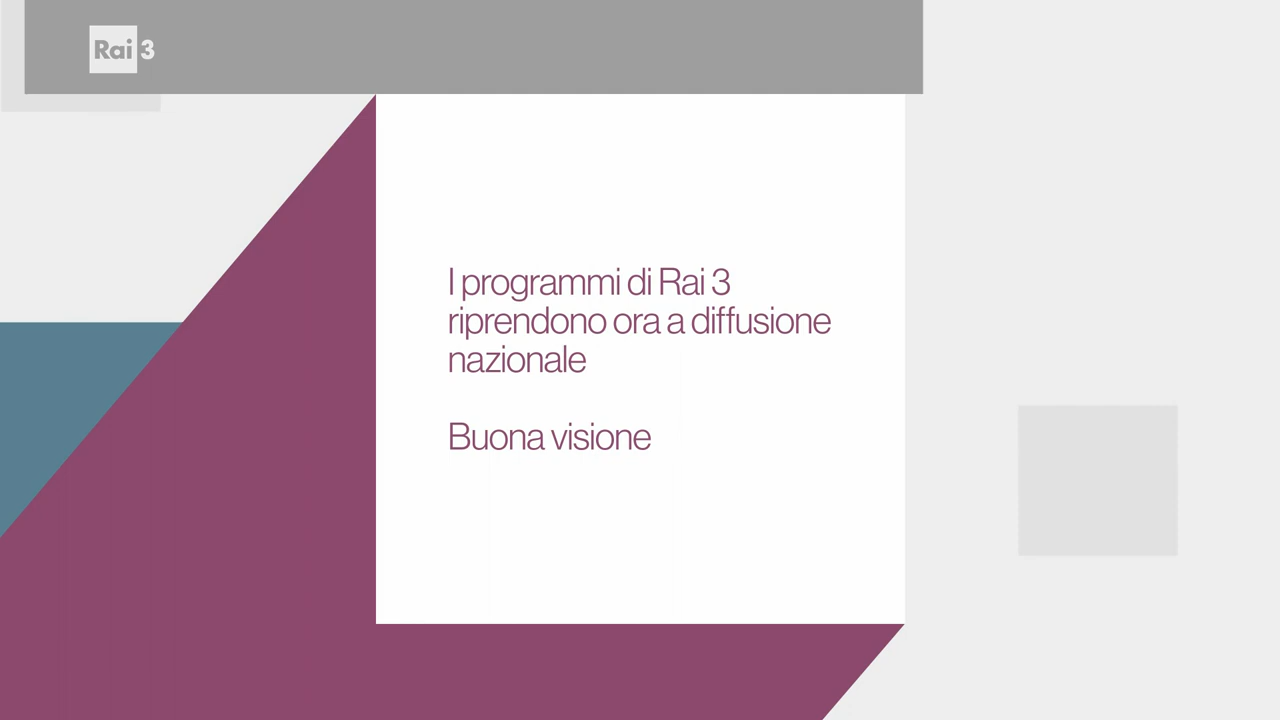 Rai 3
I programmi di Rai 3
riprendono ora a diffusione
nazionale
Buona visione